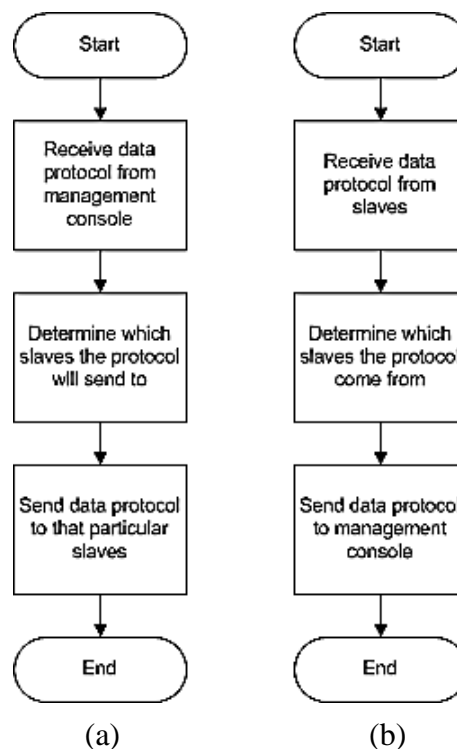 Start
Receive data
protocol from
management
console
Determine which
slaves the protocol
will send to
Send data protocol
to that particular
slaves
End
(a)
Start
Receive data
protocol from
slaves
Determine which
slaves the protocol
come from
Send data protocol
to management
console
End
(b)